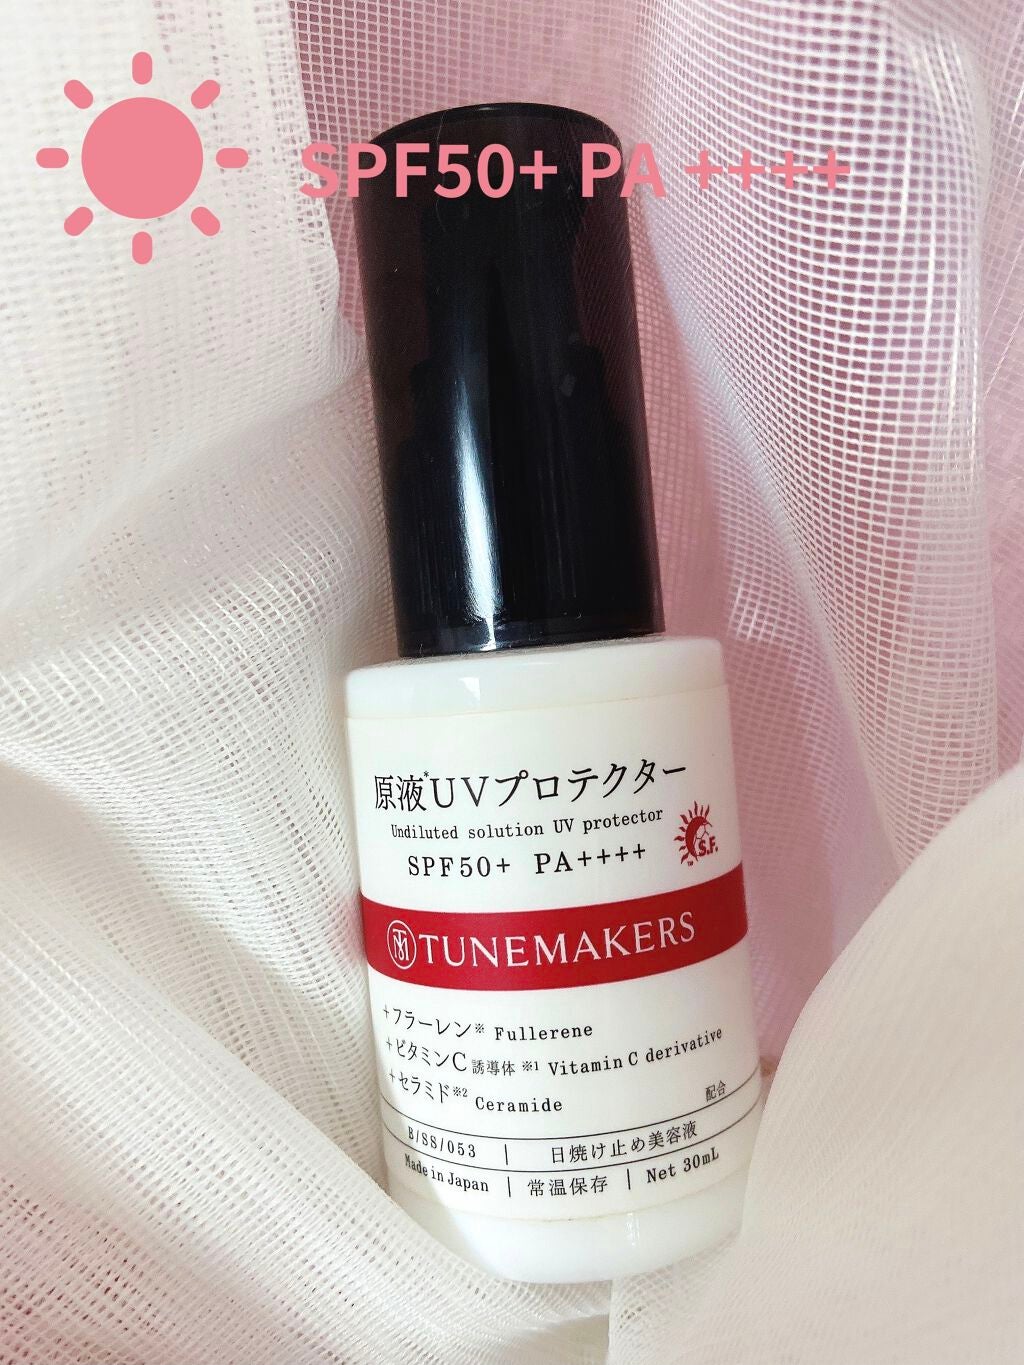 SPF50+ PA ++++
原液*UVプロテクター
Undiluted solution UV protector
SPF50+ PA++++
S.F.
TM
TUNEMAKERS
+フラーレン※ Fullerene
+ビタミンC誘導体※1 Vitamin C derivative
+セラミド※2 Ceramide
配合
B/SS/053 | 日焼け止め美容液
Made in Japan | 常温保存 | Net 30mL